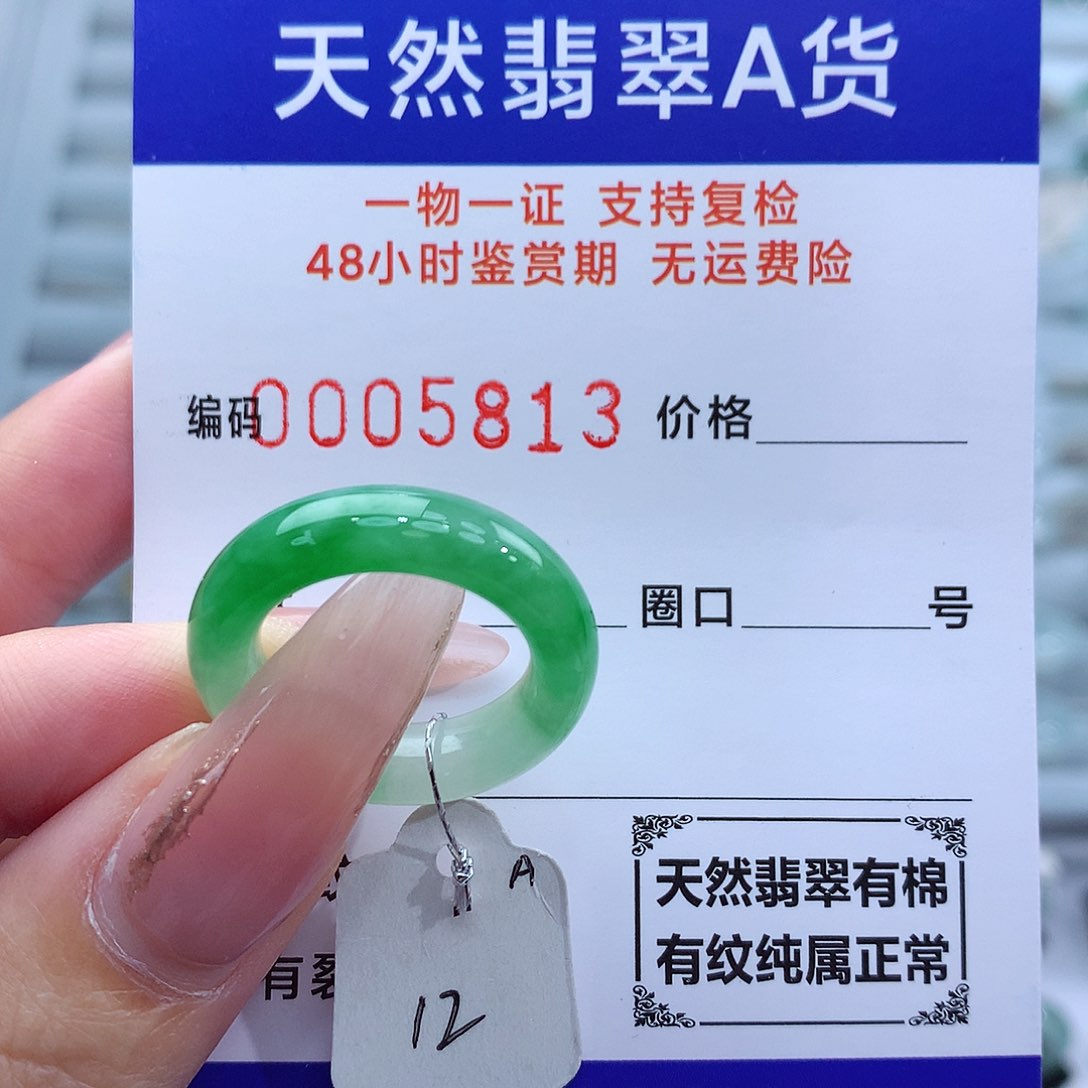 天然翡翠A货
一物一证 支持复检
48小时鉴赏期 无运费险
编码0005813 价格
圈口 号
天然翡翠有棉
有纹纯属正常
有裂
A
12